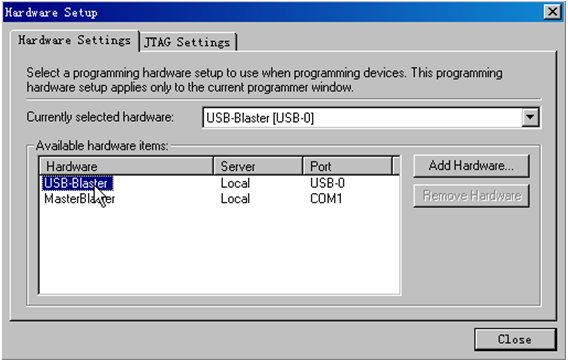 Hardware Setup
Hardware Settings
JTAG Settings
Select a programming hardware setup to use when programming devices. This programming
hardware setup applies only to the current programmer window.
Currently selected hardware:
USB-Blaster [USB-0]
Available hardware items:
Hardware Server Port
USB-Blaster Local USB-0
MasterBlaster Local COM1
Add Hardware...
Remove Hardware
Close